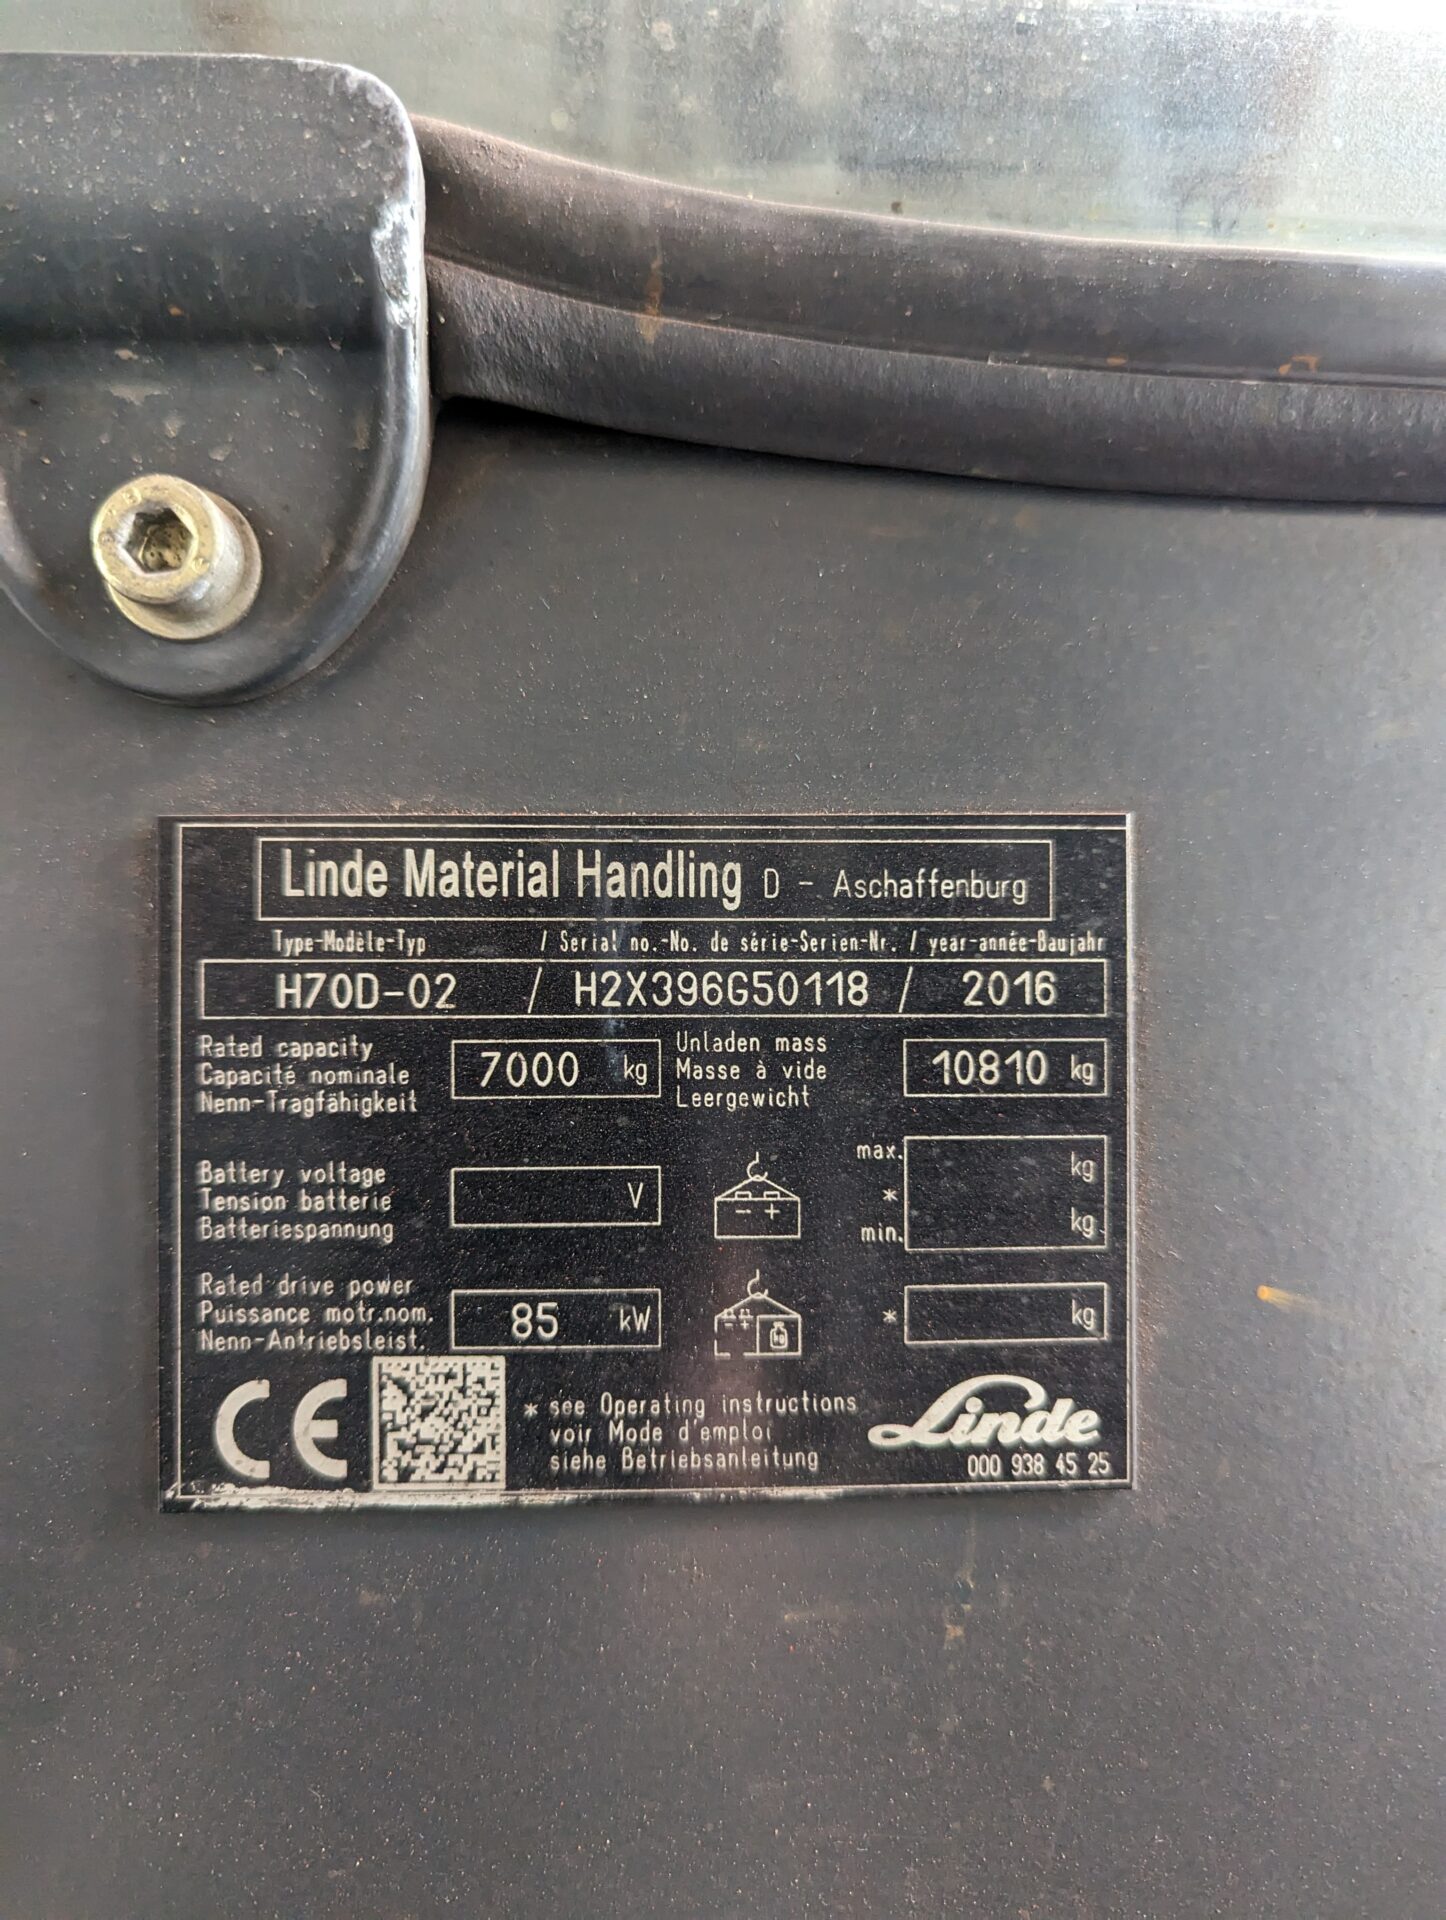 Linde Material Handling D - Aschaffenburg
Type-Modèle-Typ / Serial no.-No. de série-Serien-Nr. / year-année-Baujahr
H70D-02 / H2X396G50118 / 2016
Rated capacity
Capacité nominale
Nenn-Tragfähigkeit
7000 kg
Unladen mass
Masse à vide
Leergewicht
10810 kg
Battery voltage
Tension batterie
Batteriespannung
V
- +
max. kg
*
min. kg
Rated drive power
Puissance motr.nom.
Nenn-Antriebsleist.
85 kW
- +
kg
* kg
CE
* see Operating instructions
voir Mode d'emploi
siehe Betriebsanleitung
Linde
000 938 45 25